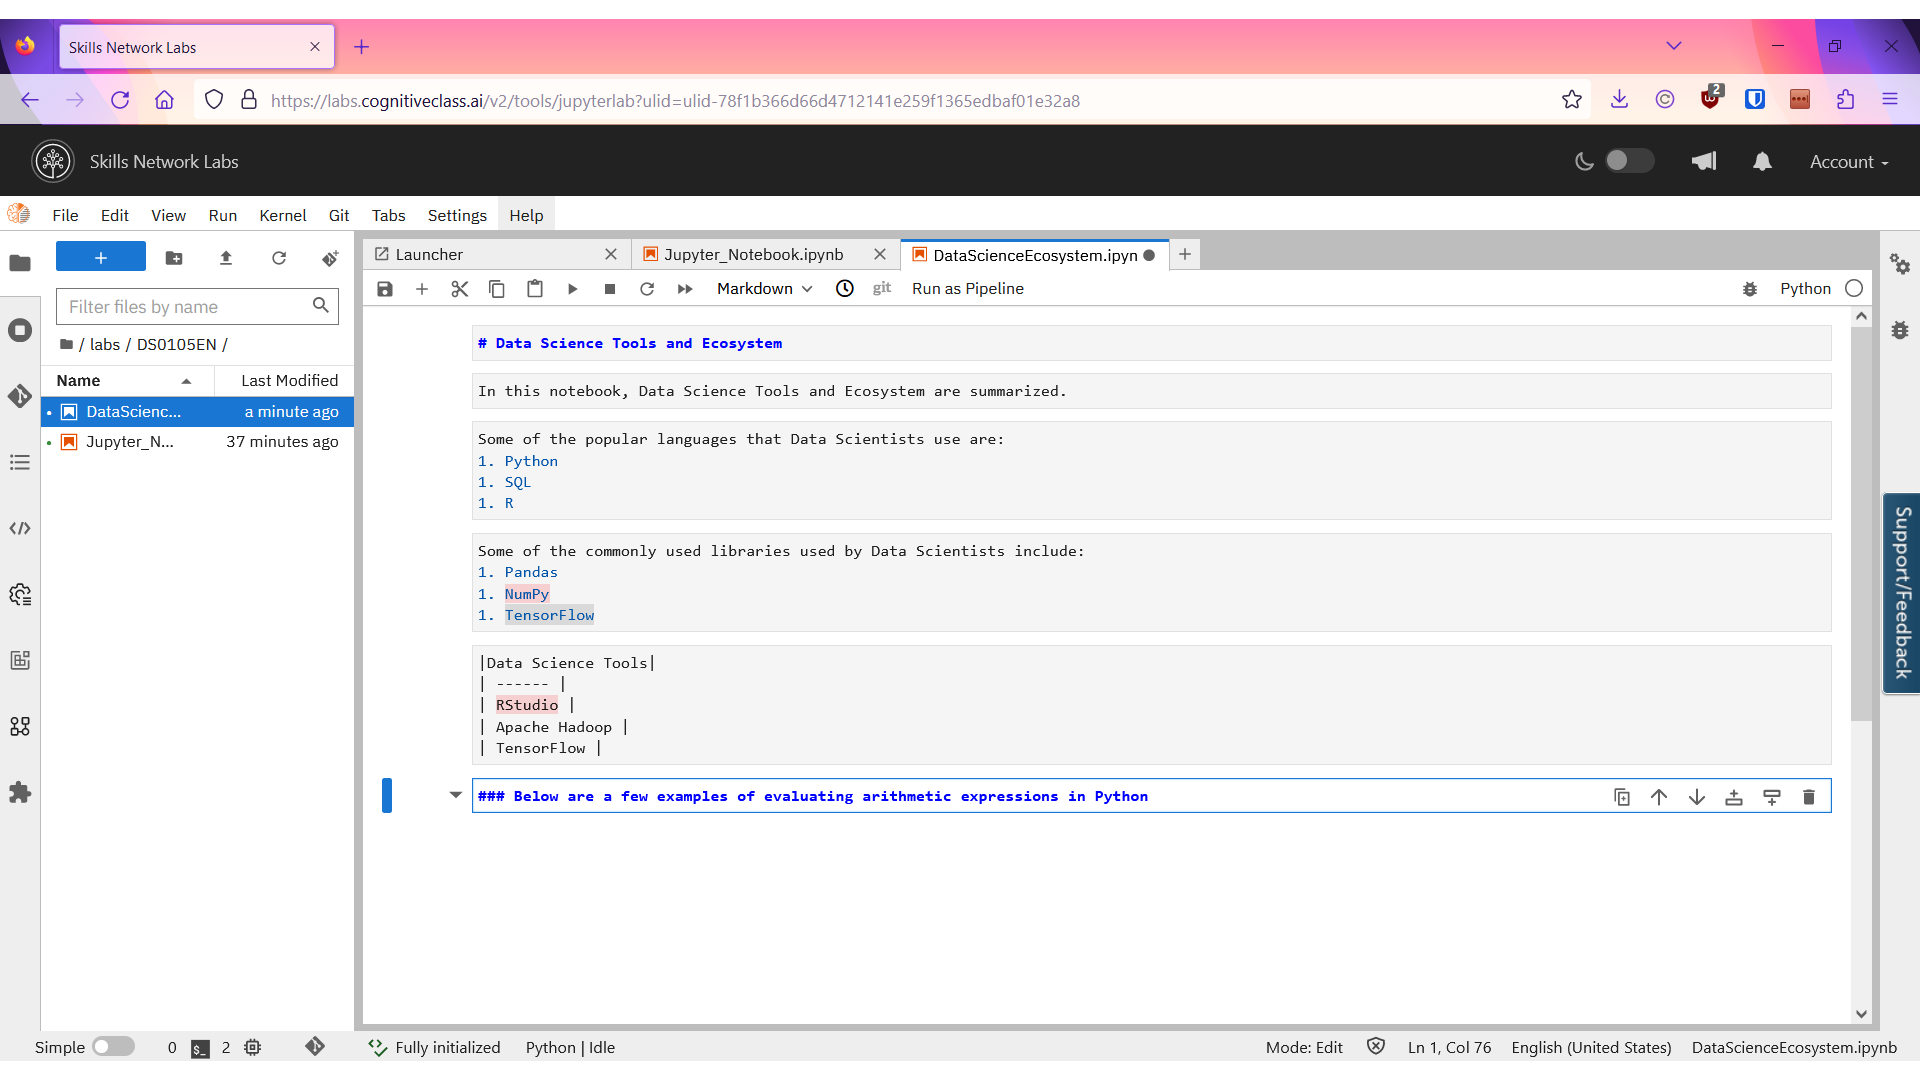 Skills Network Labs
https://labs.cognitiveclass.ai/v2/tools/jupyterlab?ulid=ulid-78f1b366d66d4712141e259f1365edbaf01e32a8
2
Skills Network Labs
Account
File Edit View Run Kernel Git Tabs Settings Help
Filter files by name
/ labs / DS0105EN /
Name Last Modified
DataScienc... a minute ago
Jupyter_N... 37 minutes ago
Launcher
Jupyter_Notebook.ipynb
DataScienceEcosystem.ipyn
Markdown
git
Run as Pipeline
Python
# Data Science Tools and Ecosystem
In this notebook, Data Science Tools and Ecosystem are summarized.
Some of the popular languages that Data Scientists use are:
1. Python
1. SQL
1. R
Some of the commonly used libraries used by Data Scientists include:
1. Pandas
1. NumPy
1. TensorFlow
|Data Science Tools|
| ------ |
| RStudio |
| Apache Hadoop |
| TensorFlow |
### Below are a few examples of evaluating arithmetic expressions in Python
Support/Feedback
Simple 0 $_ 2 Fully initialized Python | Idle Mode: Edit Ln 1, Col 76 English (United States) DataScienceEcosystem.ipynb